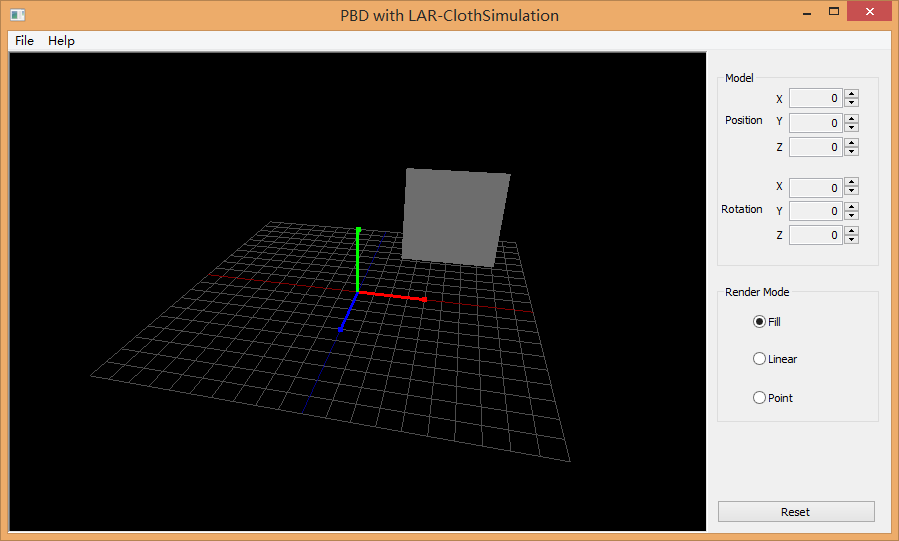 PBD with LAR-ClothSimulation
File Help
Model
X 0
Position Y 0
Z 0
X 0
Rotation Y 0
Z 0
Render Mode
Fill
Linear
Point
Reset